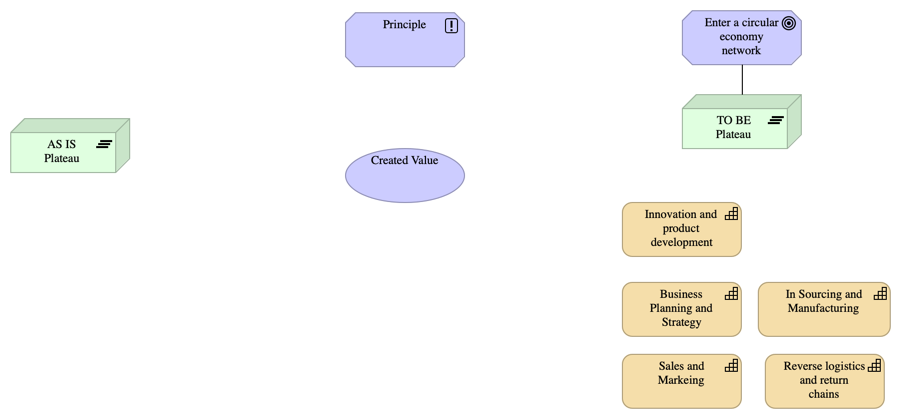 Principle
Enter a circular
economy
network
AS IS
Plateau
TO BE
Plateau
Created Value
Innovation and
product
development
Business
Planning and
Strategy
In Sourcing and
Manufacturing
Sales and
Markeing
Reverse logistics
and return
chains